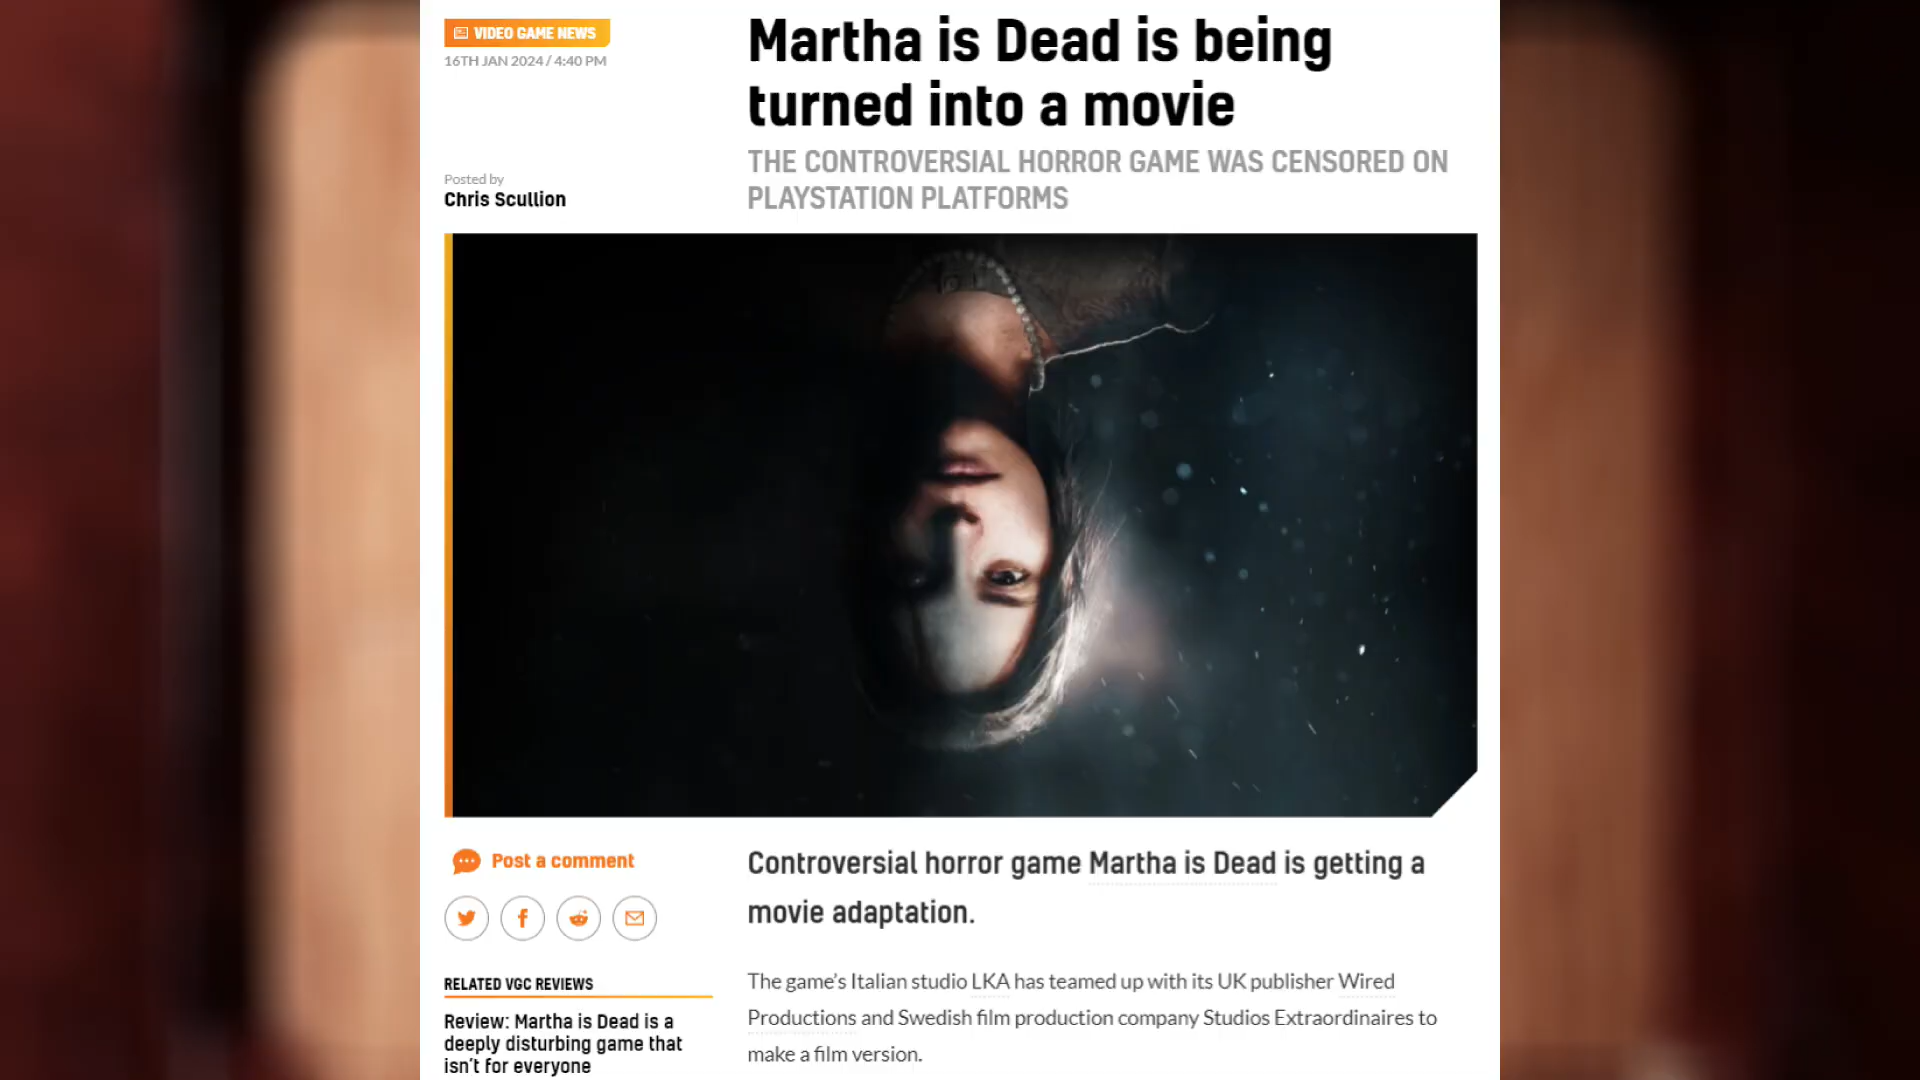 VIDEO GAME NEWS
16TH JAN 2024 / 4:40 PM
Posted by
Chris Scullion
Martha is Dead is being
turned into a movie
THE CONTROVERSIAL HORROR GAME WAS CENSORED ON
PLAYSTATION PLATFORMS
Post a comment
RELATED VGC REVIEWS
Review: Martha is Dead is a
deeply disturbing game that
isn't for everyone
Controversial horror game Martha is Dead is getting a
movie adaptation.
The game's Italian studio LKA has teamed up with its UK publisher Wired
Productions and Swedish film production company Studios Extraordinaires to
make a film version.